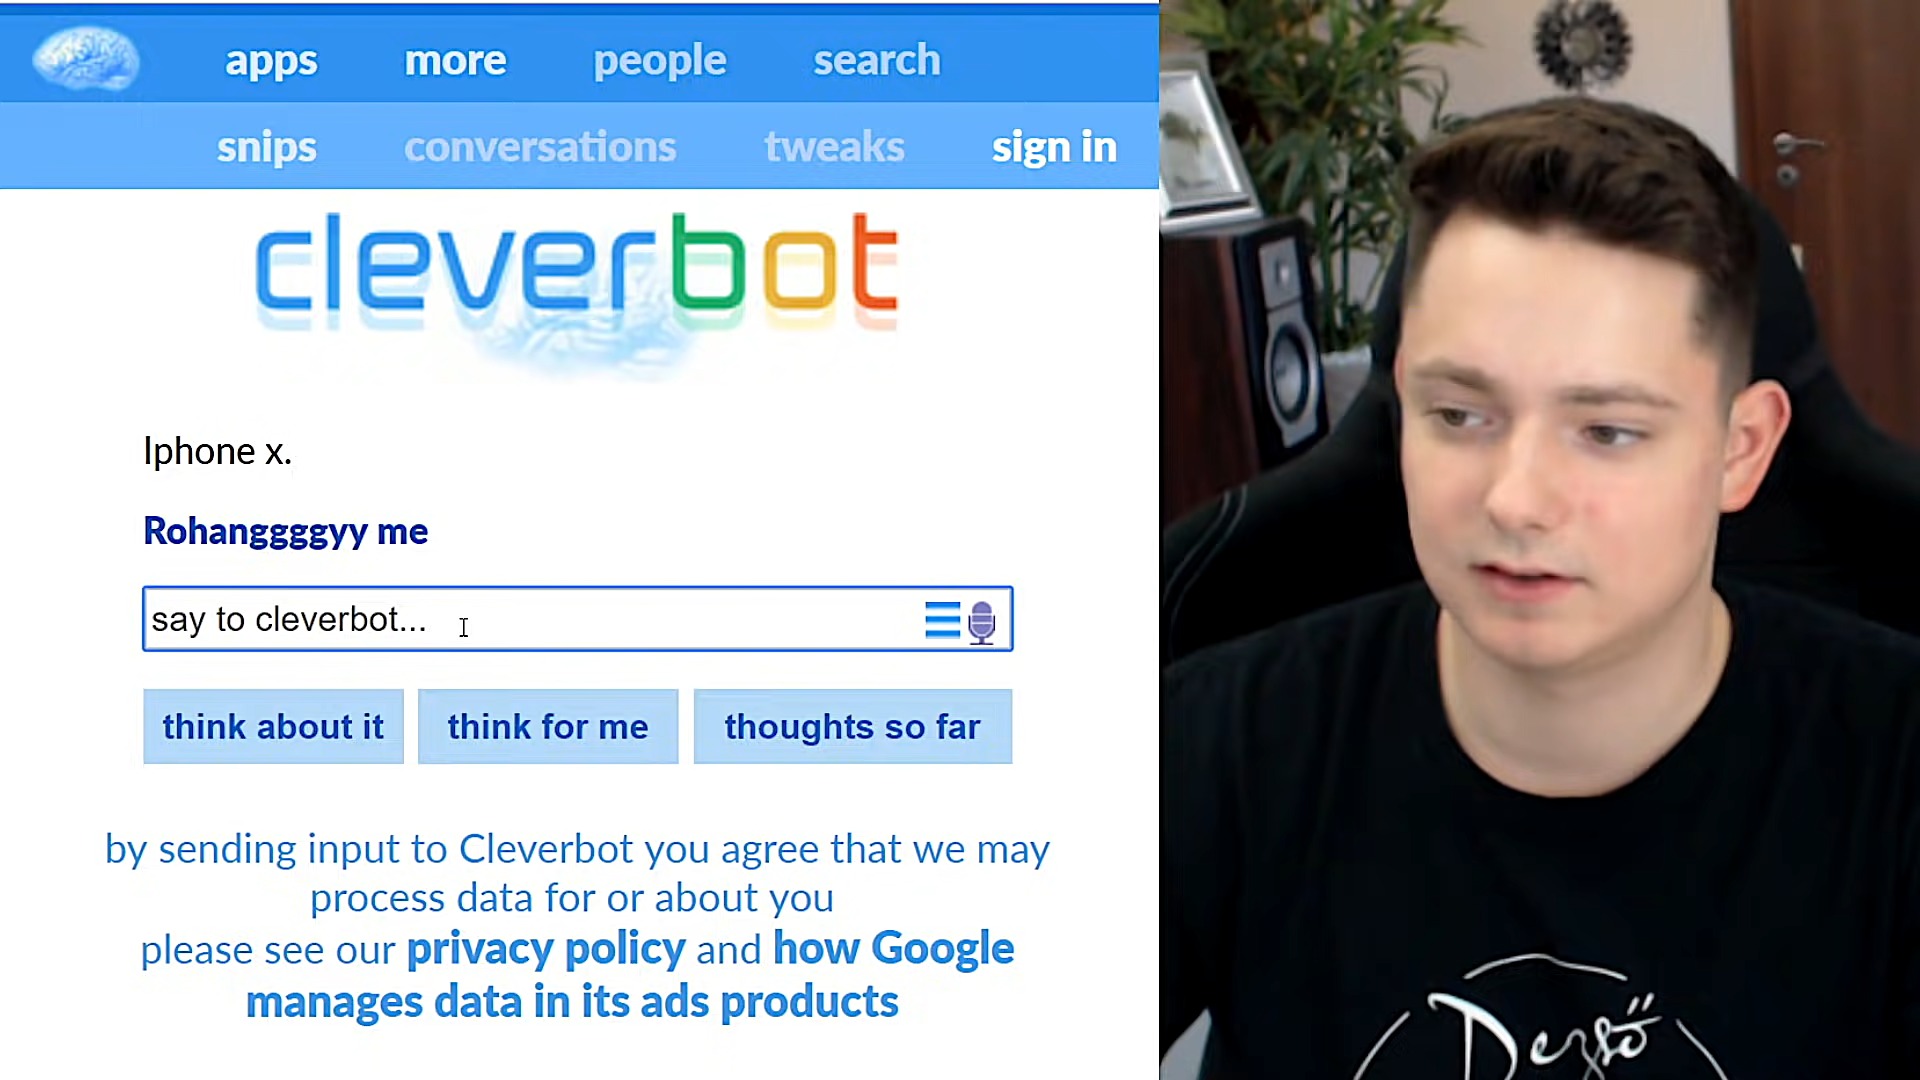 apps more people search
snips conversations tweaks sign in
cleverbot
Iphone x.
Rohanggggyy me
say to cleverbot...
think about it think for me thoughts so far
by sending input to Cleverbot you agree that we may
process data for or about you
please see our privacy policy and how Google
manages data in its ads products
Dezső